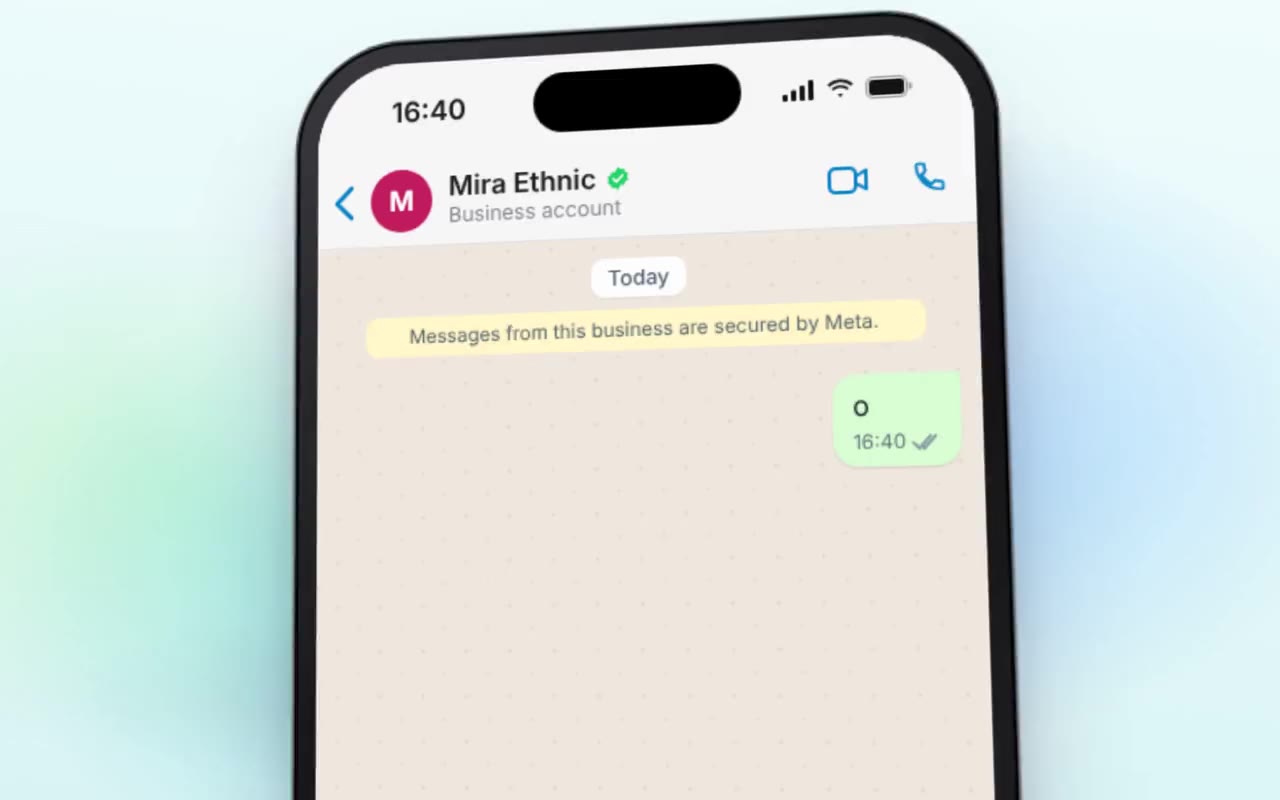 16:40
M
Mira Ethnic
Business account
Today
Messages from this business are secured by Meta.
o
16:40